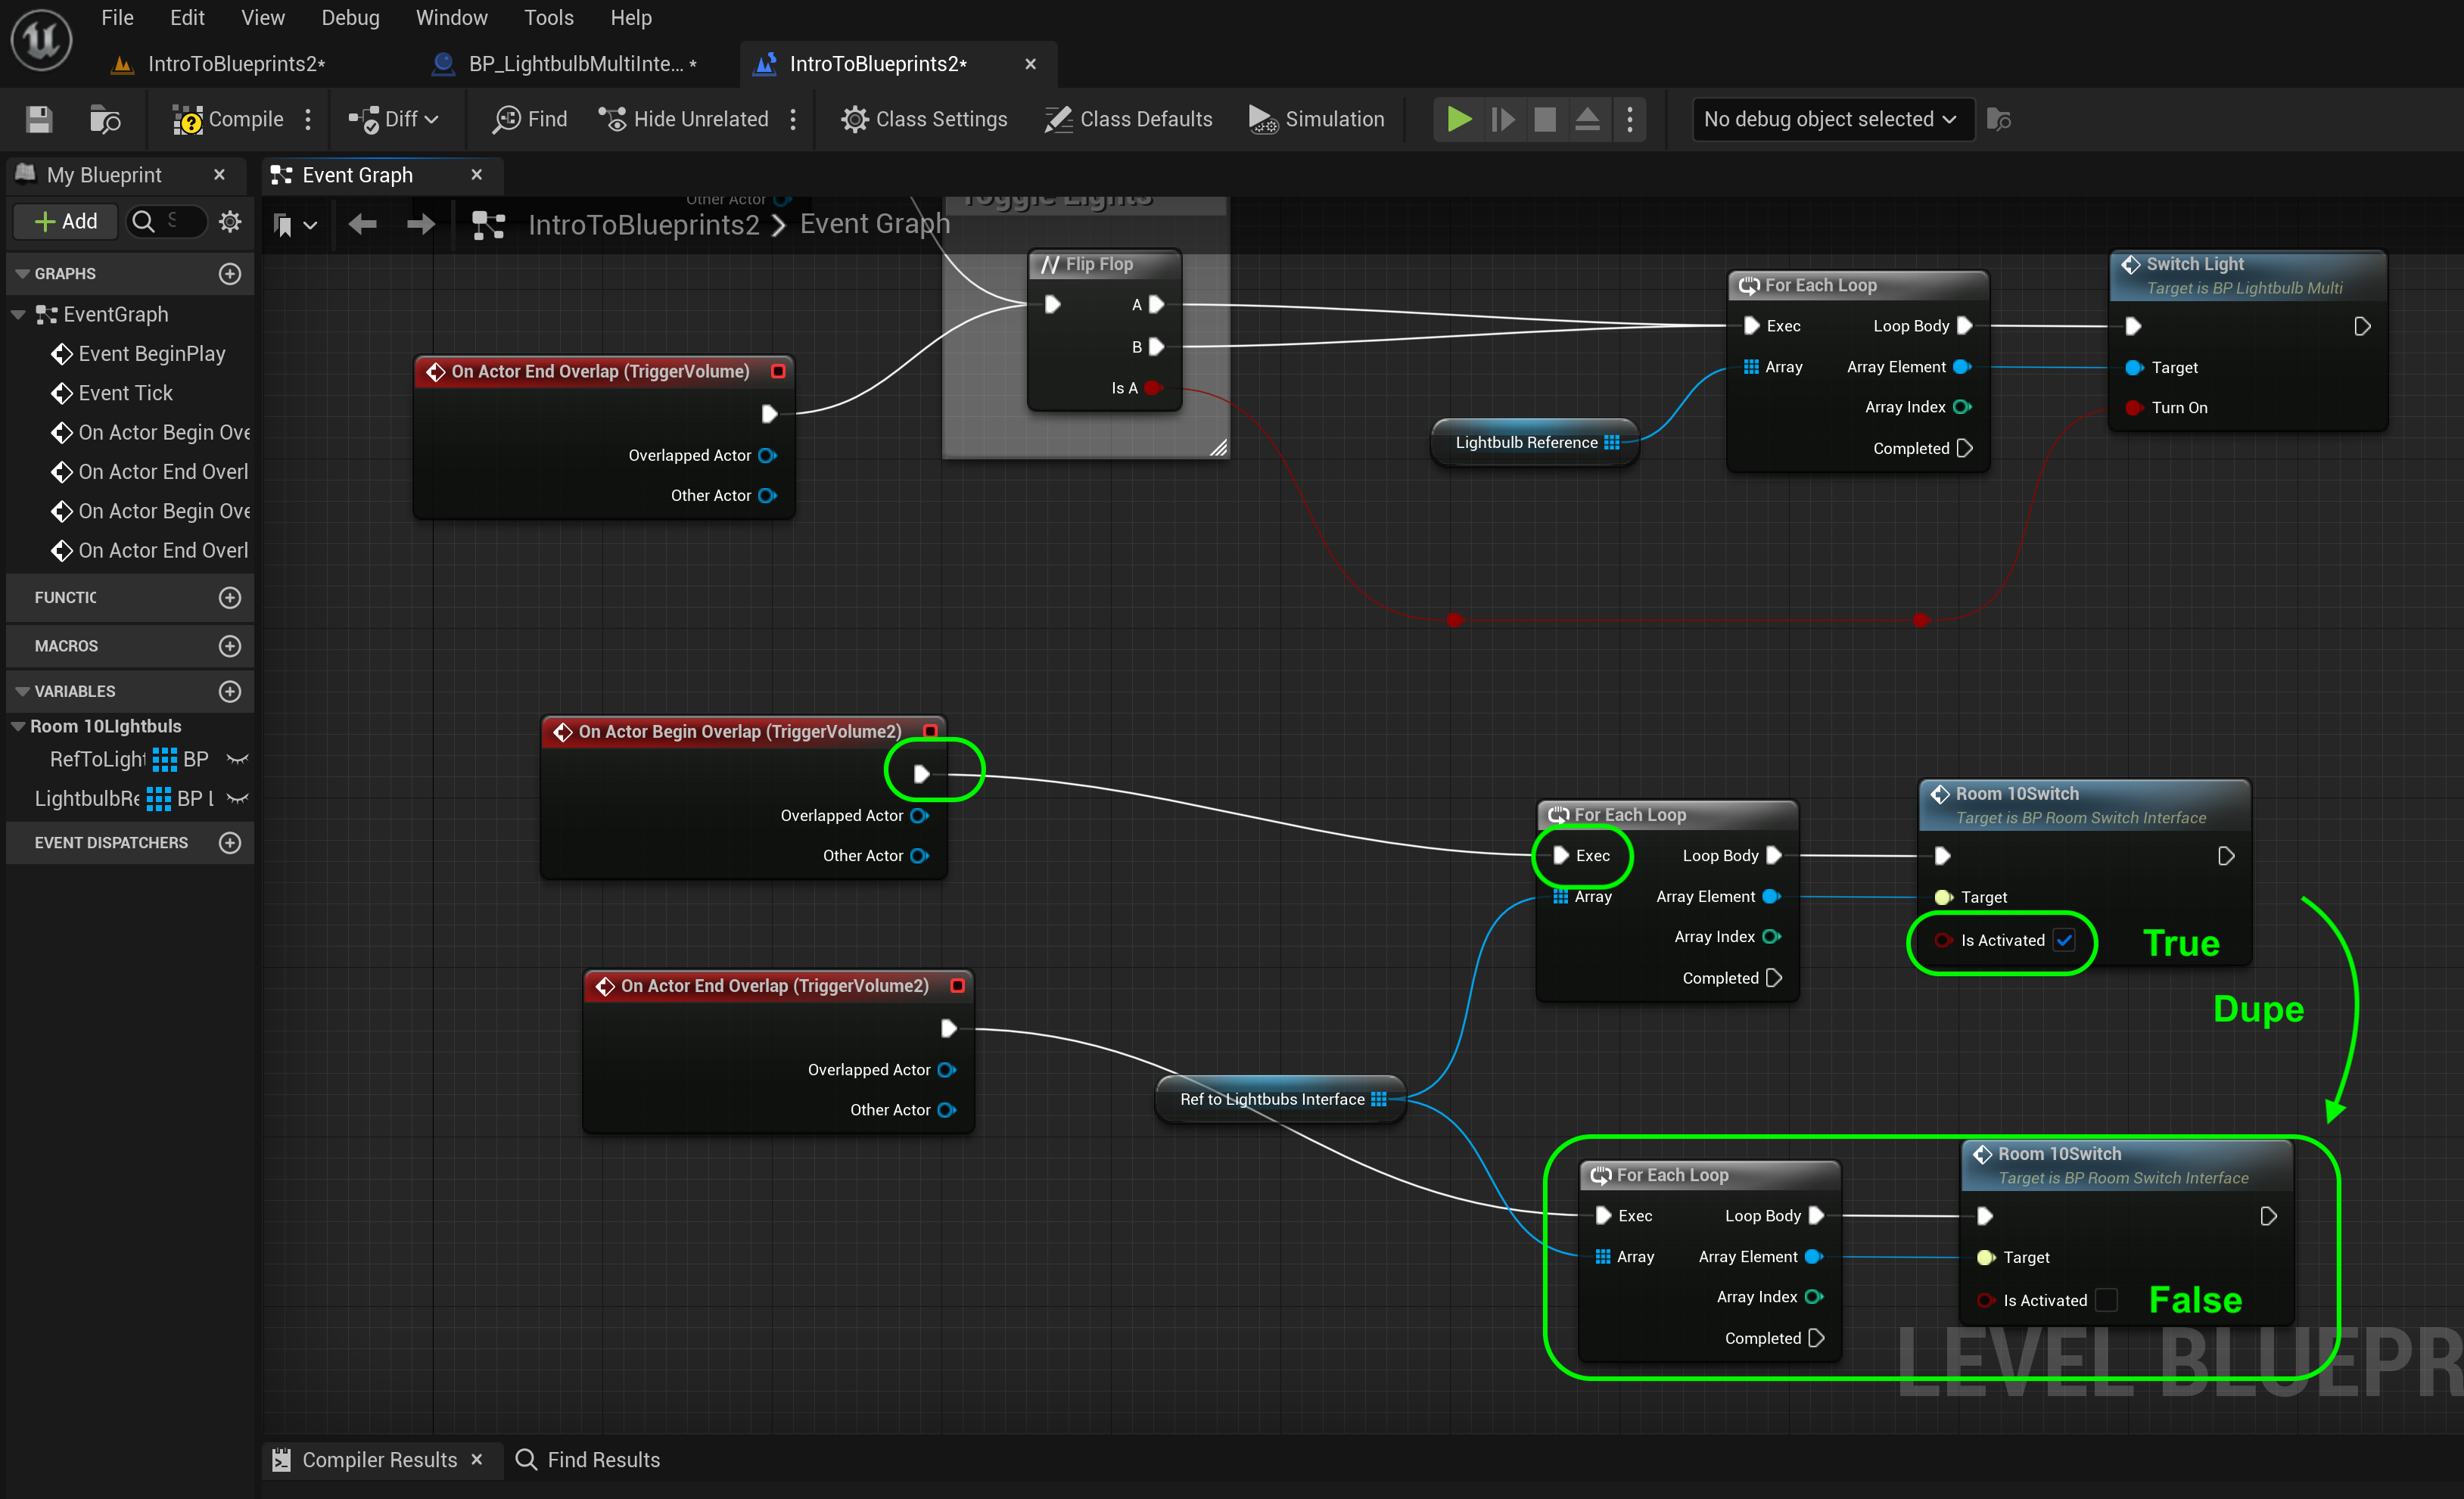 File Edit View Debug Window Tools Help
IntroToBlueprints2* BP_LightbulbMultiInte... * IntroToBlueprints2*
Compile Diff Find Hide Unrelated Class Settings Class Defaults Simulation No debug object selected
My Blueprint
Event Graph
Add S
IntroToBlueprints2 > Event Graph
Other Actor
Toggle Lights
GRAPHS
EventGraph
Event BeginPlay
Event Tick
On Actor Begin Ove
On Actor End Overl
On Actor Begin Ove
On Actor End Overl
FUNCTIC
MACROS
VARIABLES
Room 10LIghtbuls
RefToLight BP
LightbulbRe BP L
EVENT DISPATCHERS
Flip Flop
A
B
Is A
On Actor End Overlap (TriggerVolume)
Overlapped Actor
Other Actor
For Each Loop
Exec Loop Body
Array Array Element
Array Index
Completed
Lightbulb Reference
Switch Light
Target is BP Lightbulb Multi
Target
Turn On
On Actor Begin Overlap (TriggerVolume2)
Overlapped Actor
Other Actor
For Each Loop
Exec Loop Body
Array Array Element
Array Index
Completed
Room 10Switch
Target is BP Room Switch Interface
Target
Is Activated True
Dupe
On Actor End Overlap (TriggerVolume2)
Overlapped Actor
Other Actor
Ref to Lightbubs Interface
For Each Loop
Exec Loop Body
Array Array Element
Array Index
Completed
Room 10Switch
Target is BP Room Switch Interface
Target
Is Activated False
LEVEL BLUEPR
Compiler Results Find Results